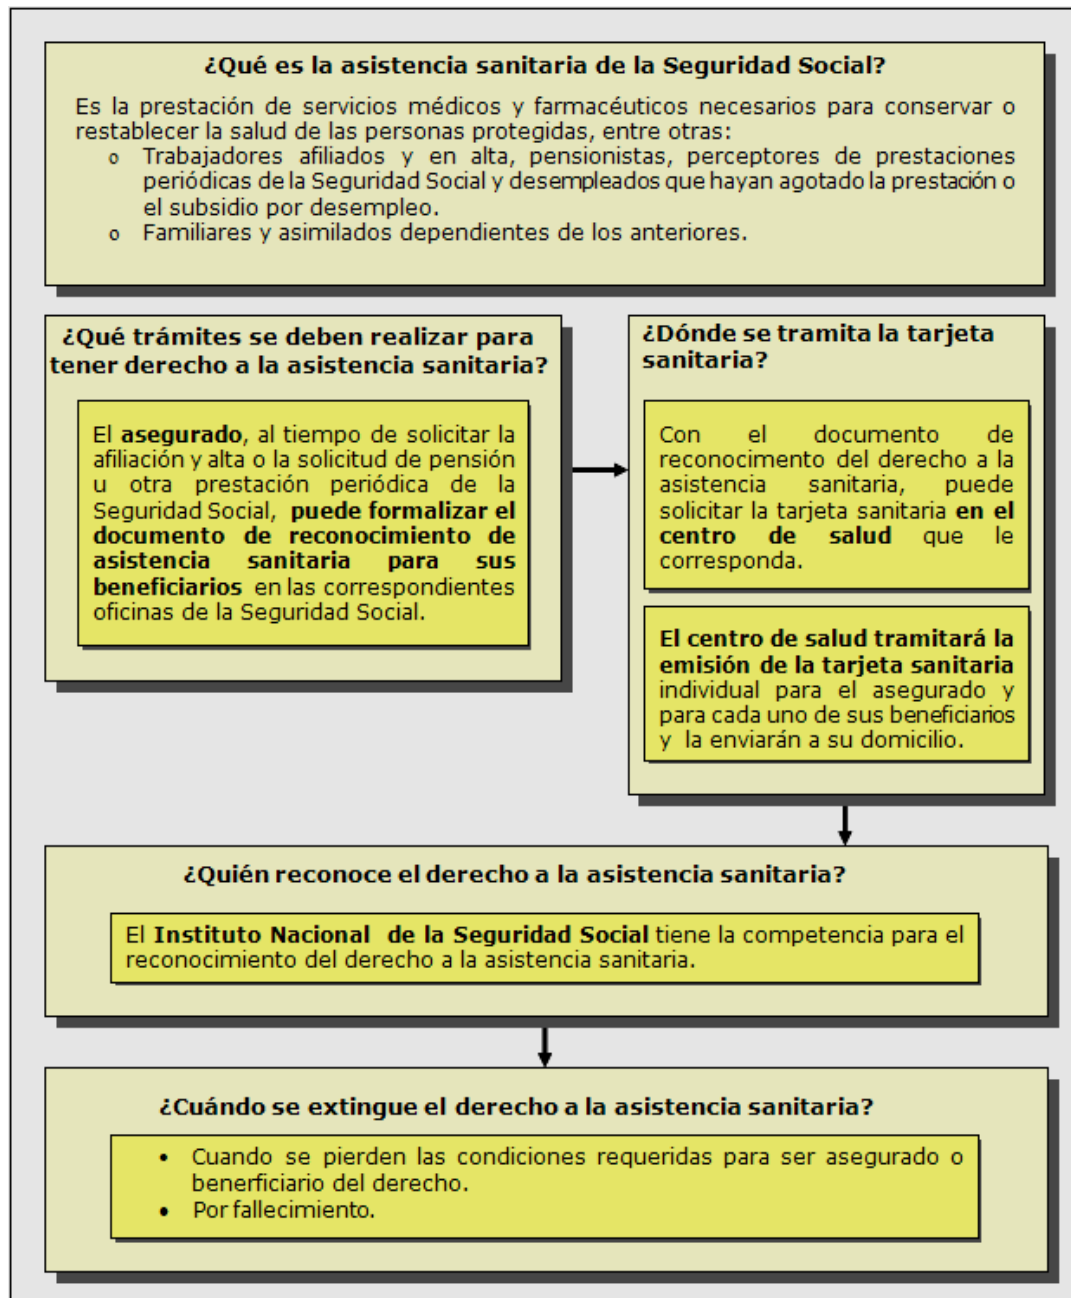 ¿Qué es la asistencia sanitaria de la Seguridad Social?
Es la prestación de servicios médicos y farmacéuticos necesarios para conservar o
restablecer la salud de las personas protegidas, entre otras:
o Trabajadores afiliados y en alta, pensionistas, perceptores de prestaciones
periódicas de la Seguridad Social y desempleados que hayan agotado la prestación o
el subsidio por desempleo.
o Familiares y asimilados dependientes de los anteriores.
¿Qué trámites se deben realizar para
tener derecho a la asistencia sanitaria?
El asegurado, al tiempo de solicitar la
afiliación y alta o la solicitud de pensión
u otra prestación periódica de la
Seguridad Social, puede formalizar el
documento de reconocimiento de
asistencia sanitaria para sus
beneficiarios en las correspondientes
oficinas de la Seguridad Social.
¿Dónde se tramita la tarjeta
sanitaria?
Con el documento de
reconocimento del derecho a la
asistencia sanitaria, puede
solicitar la tarjeta sanitaria en el
centro de salud que le
corresponda.
El centro de salud tramitará la
emisión de la tarjeta sanitaria
individual para el asegurado y
para cada uno de sus beneficiarios
y la enviarán a su domicilio.
¿Quién reconoce el derecho a la asistencia sanitaria?
El Instituto Nacional de la Seguridad Social tiene la competencia para el
reconocimiento del derecho a la asistencia sanitaria.
¿Cuándo se extingue el derecho a la asistencia sanitaria?
• Cuando se pierden las condiciones requeridas para ser asegurado o
benerficiario del derecho.
• Por fallecimiento.